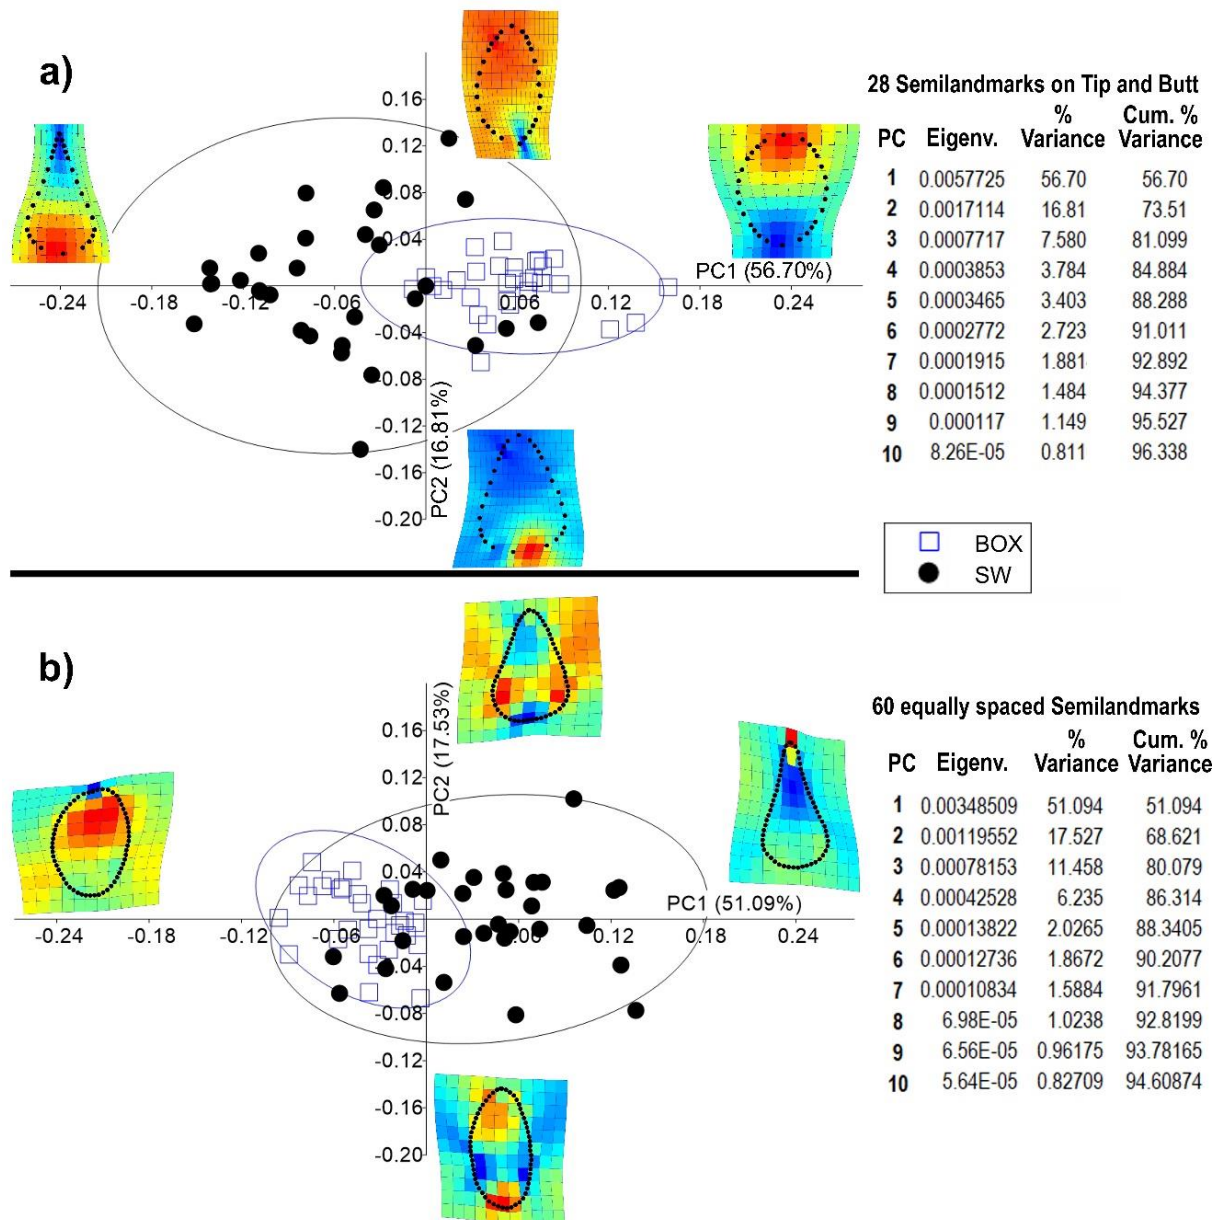 a)
0.16
0.12
0.08
0.04
-0.24
-0.18
-0.12
-0.06
0.06
0.12
0.18
0.24
PC1 (56.70%)
-0.04
-0.08
-0.12
-0.16
-0.20
PC2 (16.81%)
28 Semilandmarks on Tip and Butt
% Cum. %
PC Eigenv. Variance Variance
1 0.0057725 56.70 56.70
2 0.0017114 16.81 73.51
3 0.0007717 7.580 81.099
4 0.0003853 3.784 84.884
5 0.0003465 3.403 88.288
6 0.0002772 2.723 91.011
7 0.0001915 1.881 92.892
8 0.0001512 1.484 94.377
9 0.000117 1.149 95.527
10 8.26E-05 0.811 96.338
BOX
SW
b)
PC2 (17.53%)
0.16
0.12
0.08
0.04
PC1 (51.09%)
-0.24
-0.18
-0.12
-0.06
0.06
0.12
0.18
0.24
-0.04
-0.08
-0.12
-0.16
-0.20
60 equally spaced Semilandmarks
% Cum. %
PC Eigenv. Variance Variance
1 0.00348509 51.094 51.094
2 0.00119552 17.527 68.621
3 0.00078153 11.458 80.079
4 0.00042528 6.235 86.314
5 0.00013822 2.0265 88.3405
6 0.00012736 1.8672 90.2077
7 0.00010834 1.5884 91.7961
8 6.98E-05 1.0238 92.8199
9 6.56E-05 0.96175 93.78165
10 5.64E-05 0.82709 94.60874